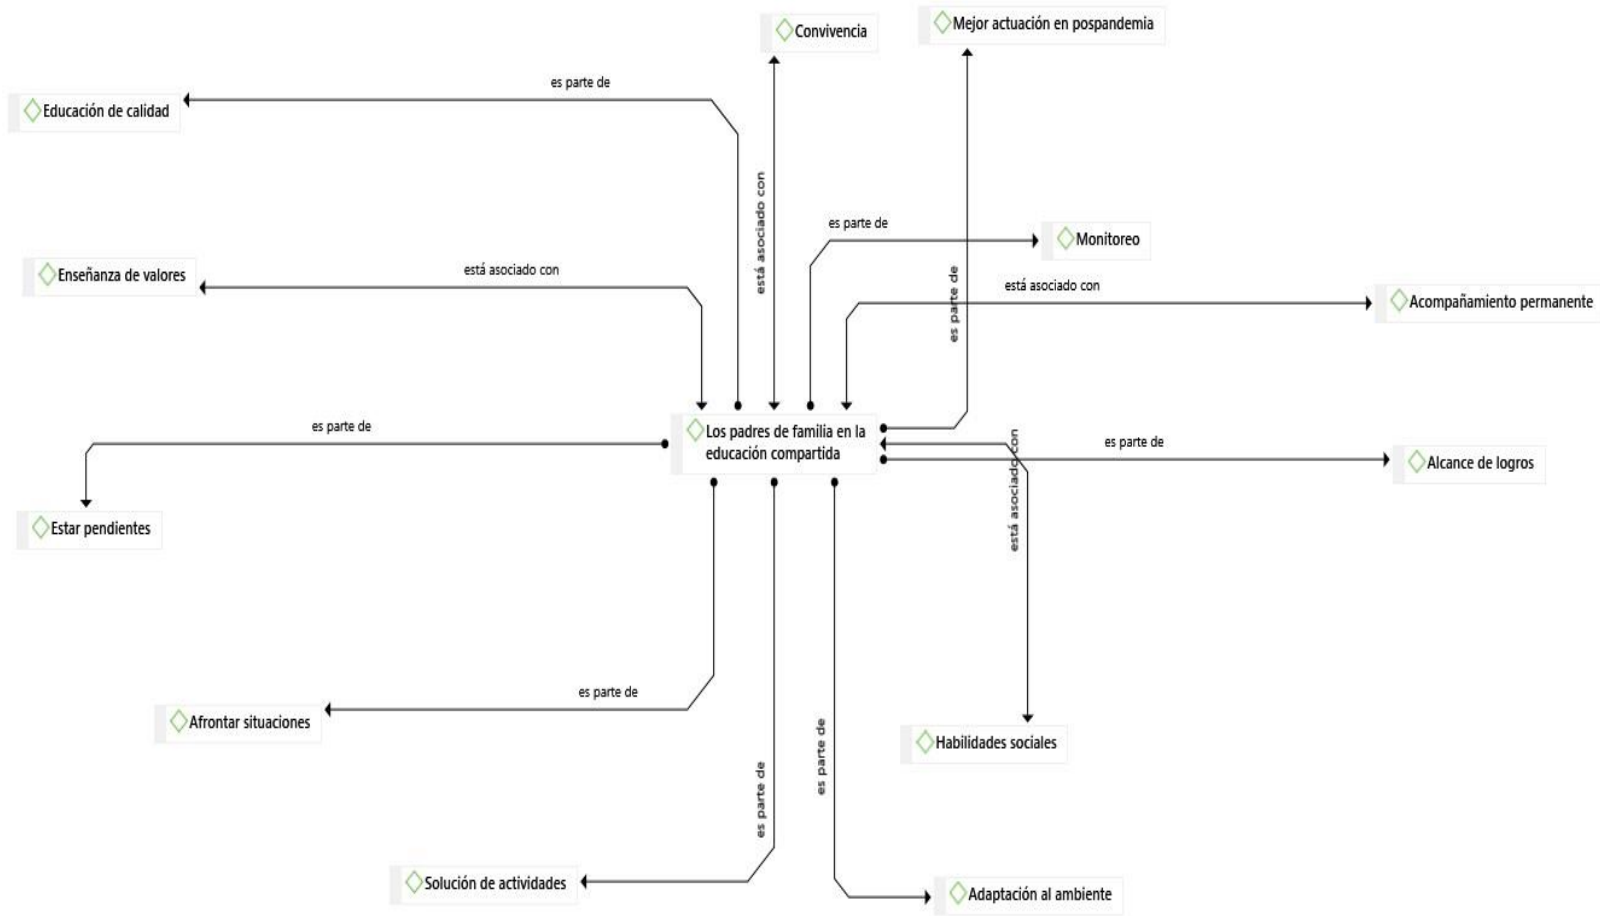 Convivencia
Mejor actuación en pospandemia
es parte de
Educación de calidad
está asociado con
es parte de
Monitoreo
Enseñanza de valores
está asociado con
es parte de
está asociado con
Acompañamiento permanente
es parte de
Los padres de familia en la
educación compartida
está asociado con
es parte de
Alcance de logros
Estar pendientes
es parte de
Afrontar situaciones
es parte de
es parte de
Habilidades sociales
Solución de actividades
Adaptación al ambiente